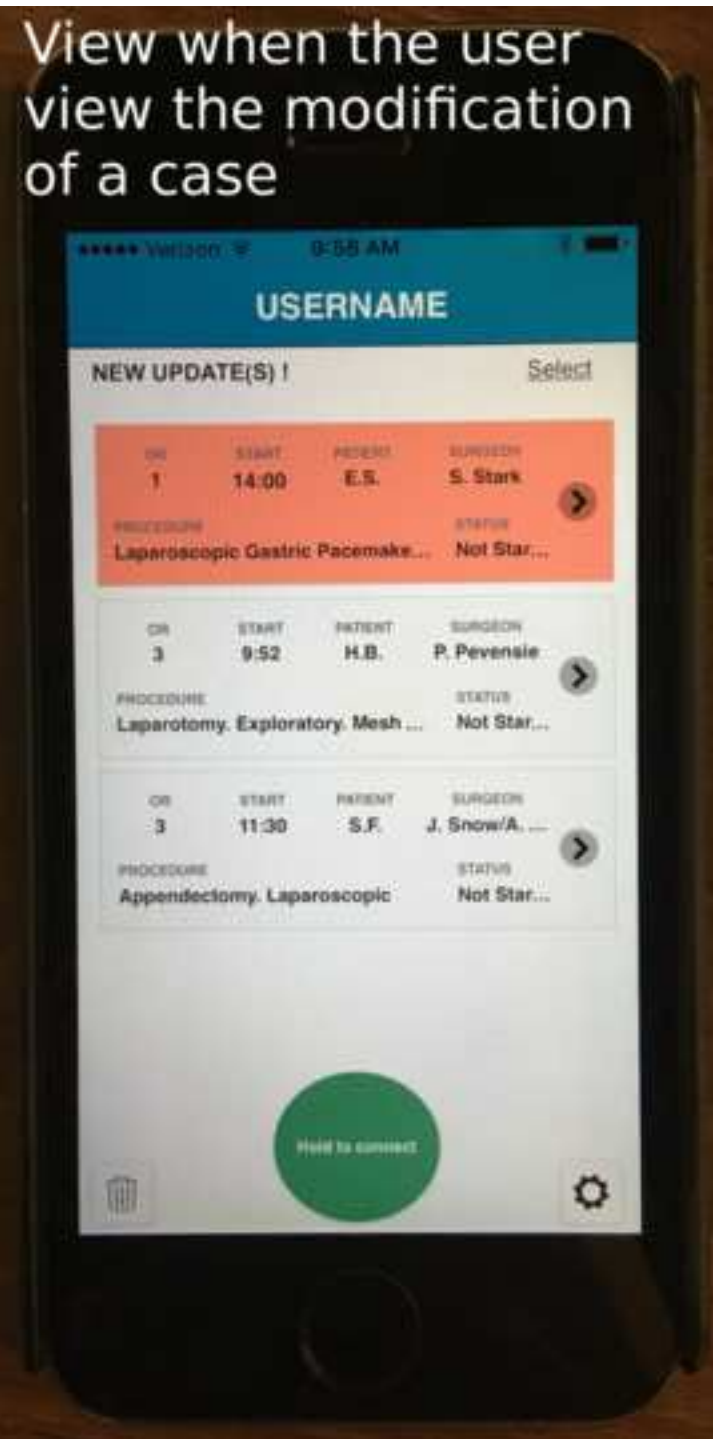 View when the user
view the modification
of a case
Verizon 9:58 AM
USERNAME
NEW UPDATE(S) ! Select
OR START PATIENT SURGEON
1 14:00 E.S. S. Stark
PROCEDURE STATUS
Laparoscopic Gastric Pacemake... Not Star...
OR START PATIENT SURGEON
3 9:52 H.B. P. Pevensie
PROCEDURE STATUS
Laparotomy. Exploratory. Mesh ... Not Star...
OR START PATIENT SURGEON
3 11:30 S.F. J. Snow/A. ...
PROCEDURE STATUS
Appendectomy. Laparoscopic Not Star...
Hold to connect